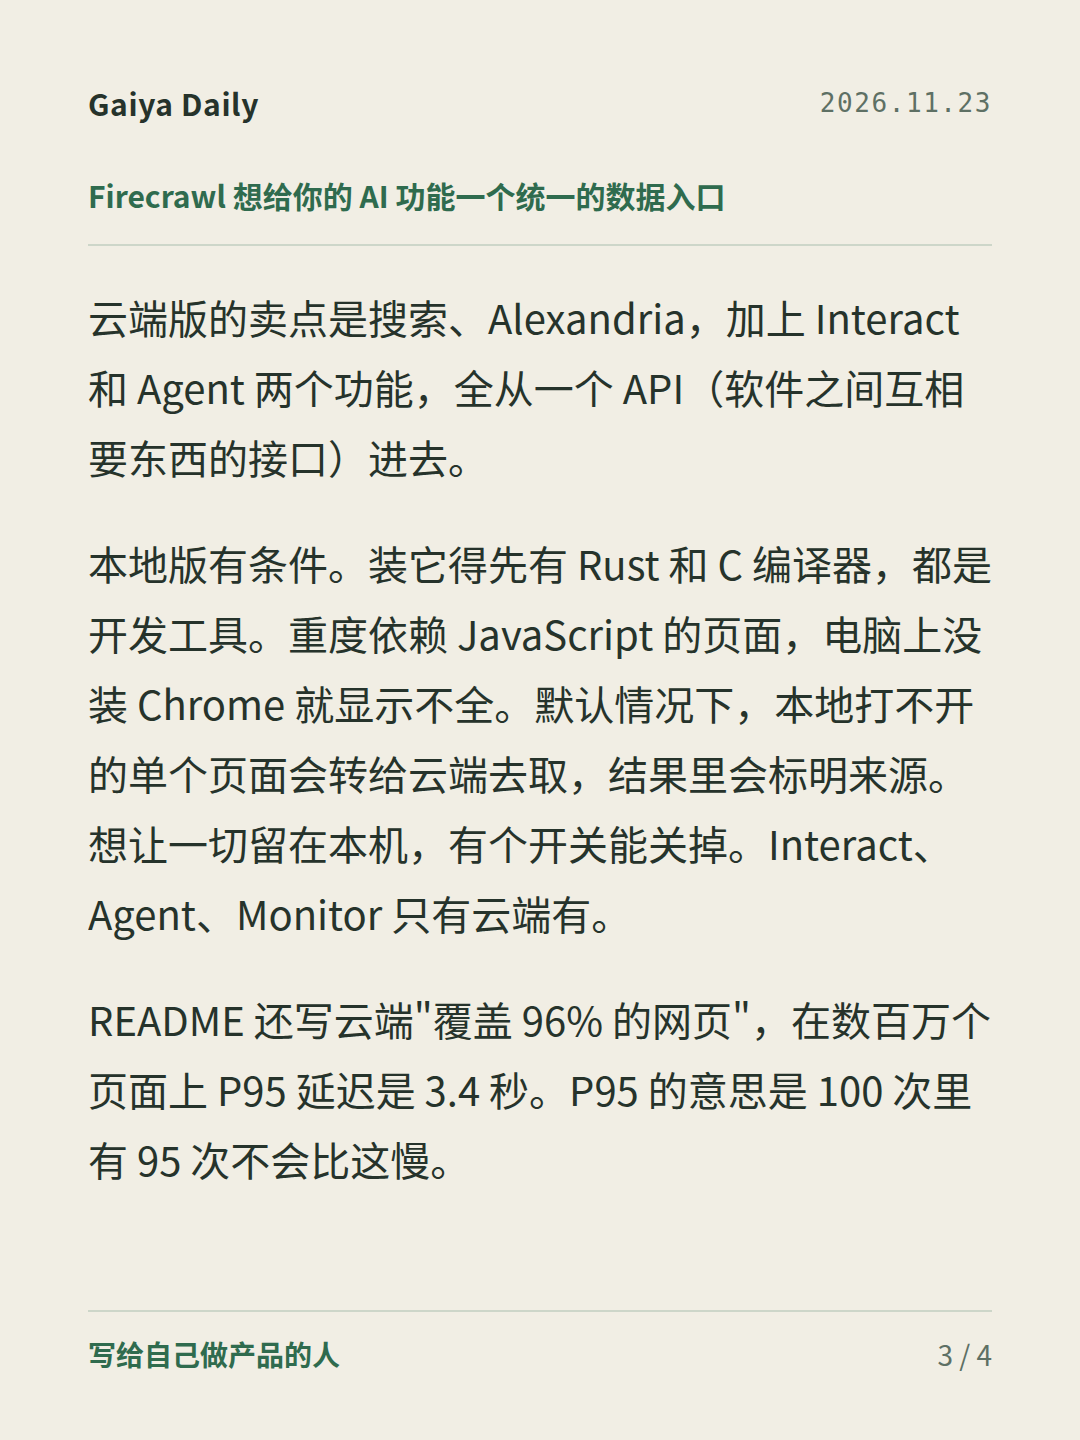 Gaiya Daily
2026.11.23
Firecrawl 想给你的 AI 功能一个统一的数据入口
云端版的卖点是搜索、Alexandria，加上 Interact
和 Agent 两个功能，全从一个 API（软件之间互相
要东西的接口）进去。
本地版有条件。装它得先有 Rust 和 C 编译器，都是
开发工具。重度依赖 JavaScript 的页面，电脑上没
装 Chrome 就显示不全。默认情况下，本地打不开
的单个页面会转给云端去取，结果里会标明来源。
想让一切留在本机，有个开关能关掉。Interact、
Agent、Monitor 只有云端有。
README 还写云端"覆盖 96% 的网页"，在数百万个
页面上 P95 延迟是 3.4 秒。P95 的意思是 100 次里
有 95 次不会比这慢。
写给自己做产品的人
3 / 4